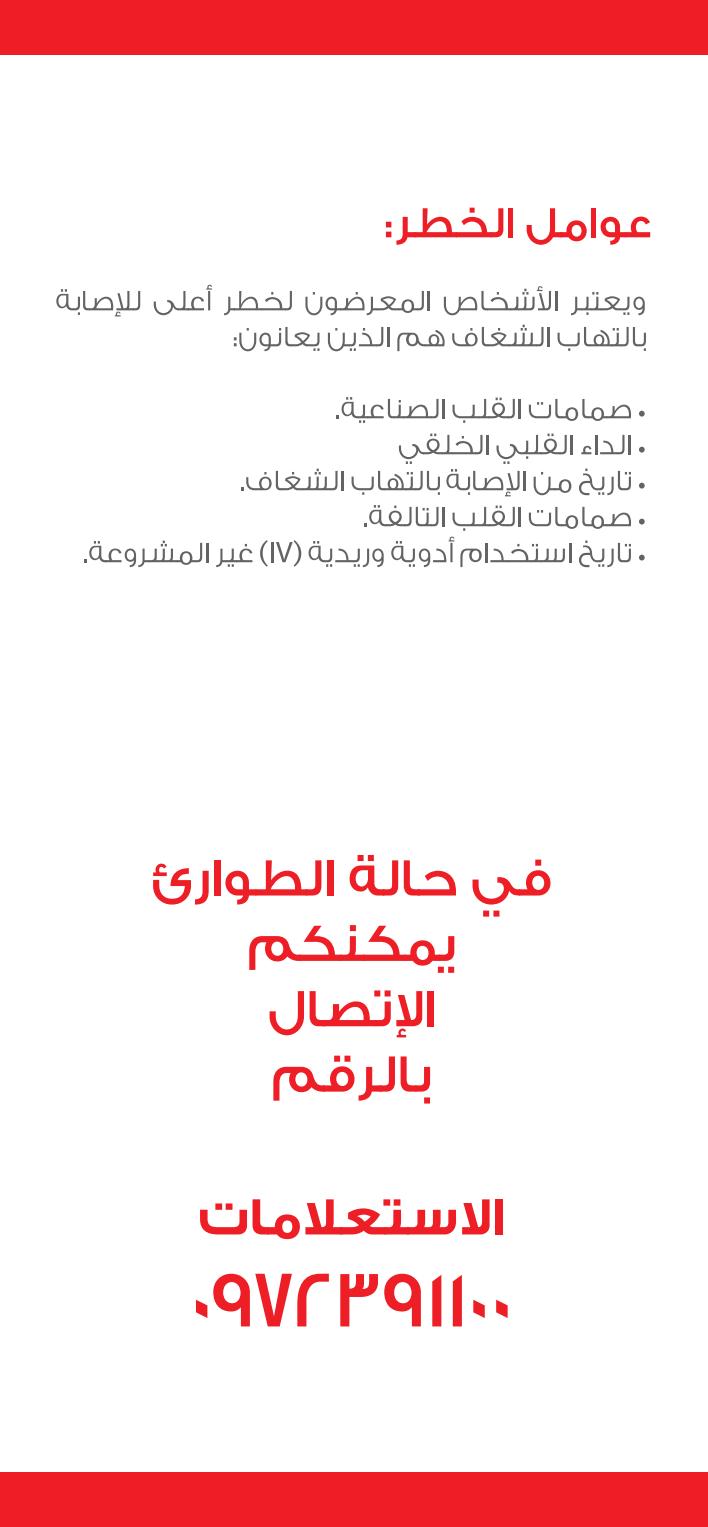 عوامل الخطر:
ويعتبر الأشخاص المعرضون لخطر أعلى للإصابة
بالتهاب الشغاف هم الذين يعانون:
• صمامات القلب الصناعية.
• الداء القلبي الخلقي
• تاريخ من الإصابة بالتهاب الشغاف.
• صمامات القلب التالفة.
• تاريخ استخدام أدوية وريدية (IV) غير المشروعة.
في حالة الطوارئ
يمكنكم
الإتصال
بالرقم
الاستعلامات
٠٩٧٢٣٩١١٠٠